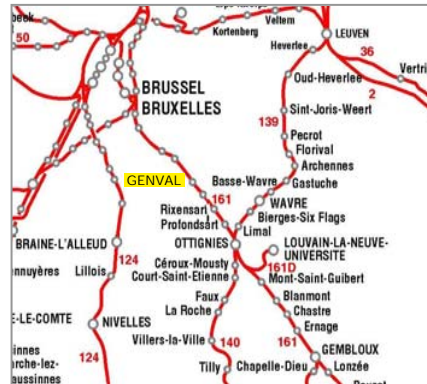 Veltem
Kortenberg
LEUVEN
50
Heverlee
36
Oud-Heverlee
2
BRUSSEL
BRUXELLES
Sint-Joris-Weert
139
Pecrot
Florival
Archennes
GENVAL
Basse-Wavre
Gastuche
161
WAVRE
Rixensart
Bierges-Six Flags
Profondsart
Limal
BRAINE-L'ALLEUD
OTTIGNIES
LOUVAIN-LA-NEUVE-
UNIVERSITE
124
Céroux-Mousty
161D
Lillois
Court-Saint-Etienne
Mont-Saint-Guibert
Faux
Blanmont
La Roche
Chastre
NIVELLES
Ernage
Villers-la-Ville
140
161
GEMBLOUX
124
Tilly
Chapelle-Dieu
Lonzée